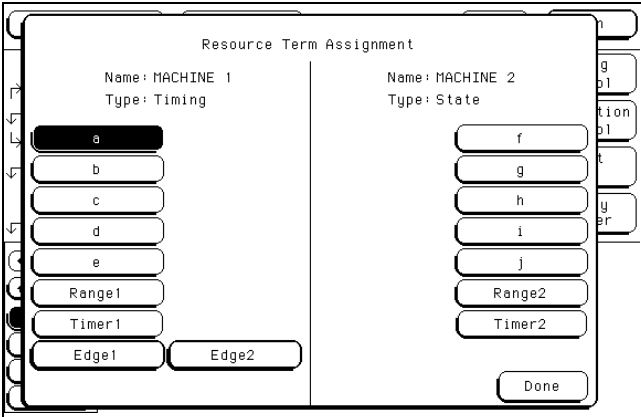 Resource Term Assignment
Name: MACHINE 1 Name: MACHINE 2
Type: Timing Type: State
a f
b g
c h
d i
e j
Range1 Range2
Timer1 Timer2
Edge1 Edge2
Done